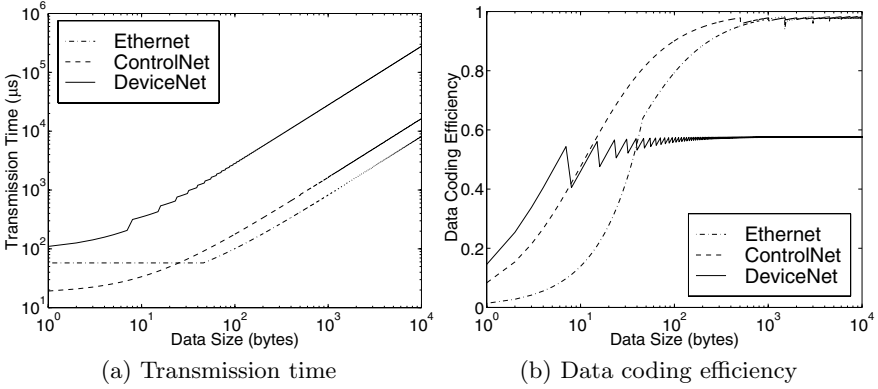 10^6
10^5
10^4
10^3
10^2
10^1
Transmission Time (μs)
Ethernet
ControlNet
DeviceNet
10^0 10^1 10^2 10^3 10^4
Data Size (bytes)
(a) Transmission time
1
0.8
0.6
0.4
0.2
0
Data Coding Efficiency
Ethernet
ControlNet
DeviceNet
10^0 10^1 10^2 10^3 10^4
Data Size (bytes)
(b) Data coding efficiency